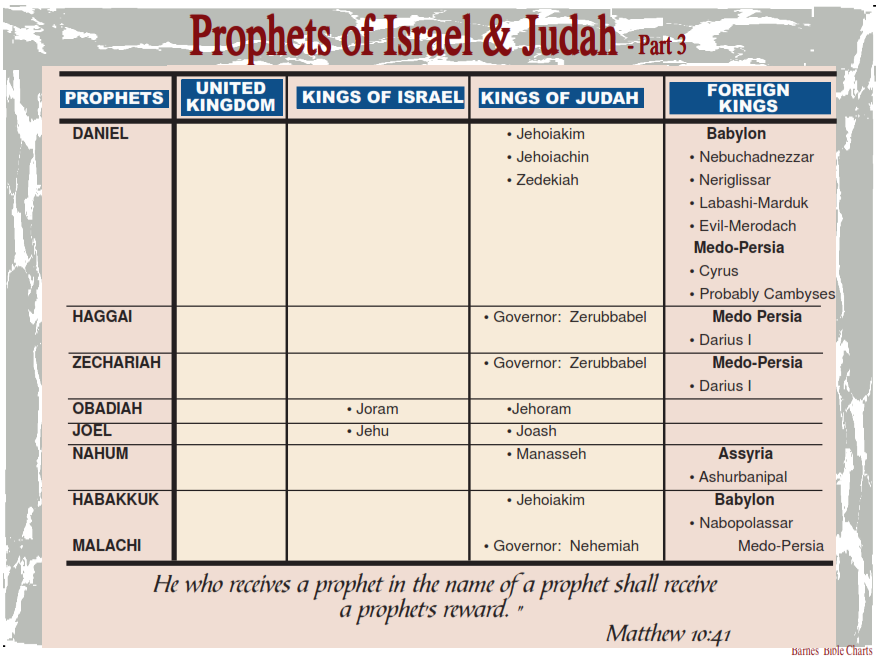 Prophets of Israel & Judah - Part 3
PROPHETS UNITED KINGDOM KINGS OF ISRAEL KINGS OF JUDAH FOREIGN KINGS
DANIEL • Jehoiakim Babylon
• Jehoiachin • Nebuchadnezzar
• Zedekiah • Neriglissar
• Labashi-Marduk
• Evil-Merodach
Medo-Persia
• Cyrus
• Probably Cambyses
HAGGAI • Governor: Zerubbabel Medo Persia
• Darius I
ZECHARIAH • Governor: Zerubbabel Medo-Persia
• Darius I
OBADIAH • Joram •Jehoram
JOEL • Jehu • Joash
NAHUM • Manasseh Assyria
• Ashurbanipal
HABAKKUK • Jehoiakim Babylon
• Nabopolassar
MALACHI • Governor: Nehemiah Medo-Persia
He who receives a prophet in the name of a prophet shall receive
a prophet's reward. "
Matthew 10:41
Barnes' Bible Charts